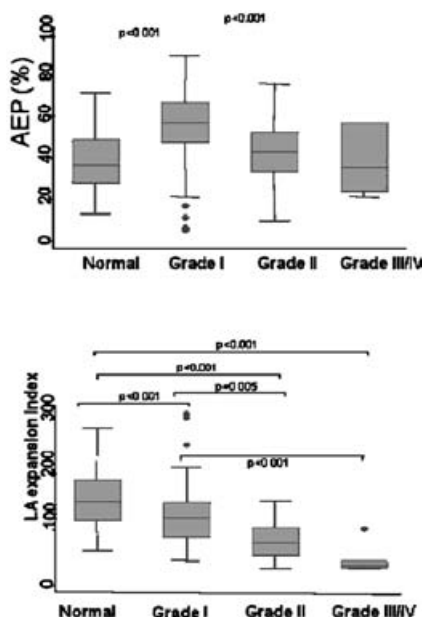 p<0.001
p<0.001
AEP (%)
100
80
60
40
20
0
Normal Grade I Grade II Grade III/IV
p<0.001
p<0.001
p=0.005
p<0.001
p<0.001
LA expansion Index
300
200
100
0
Normal Grade I Grade II Grade III/IV